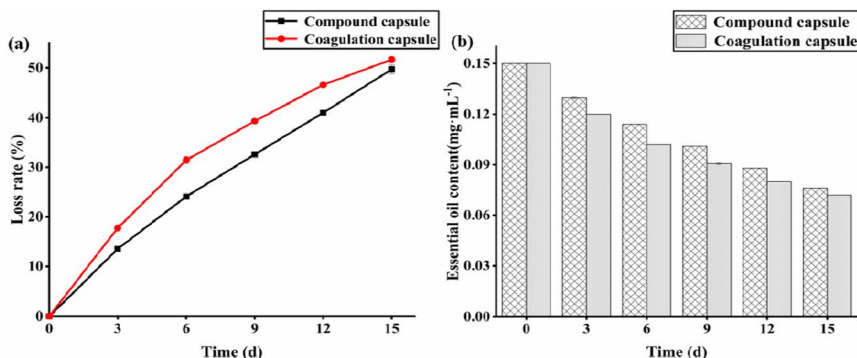 (a)
Compound capsule
Coagulation capsule
50
40
30
20
10
0
Loss rate (%)
0 3 6 9 12 15
Time (d)
(b)
Compound capsule
Coagulation capsule
0.15
0.12
0.09
0.06
0.03
0.00
Essential oil content(mg·mL⁻¹)
0 3 6 9 12 15
Time (d)